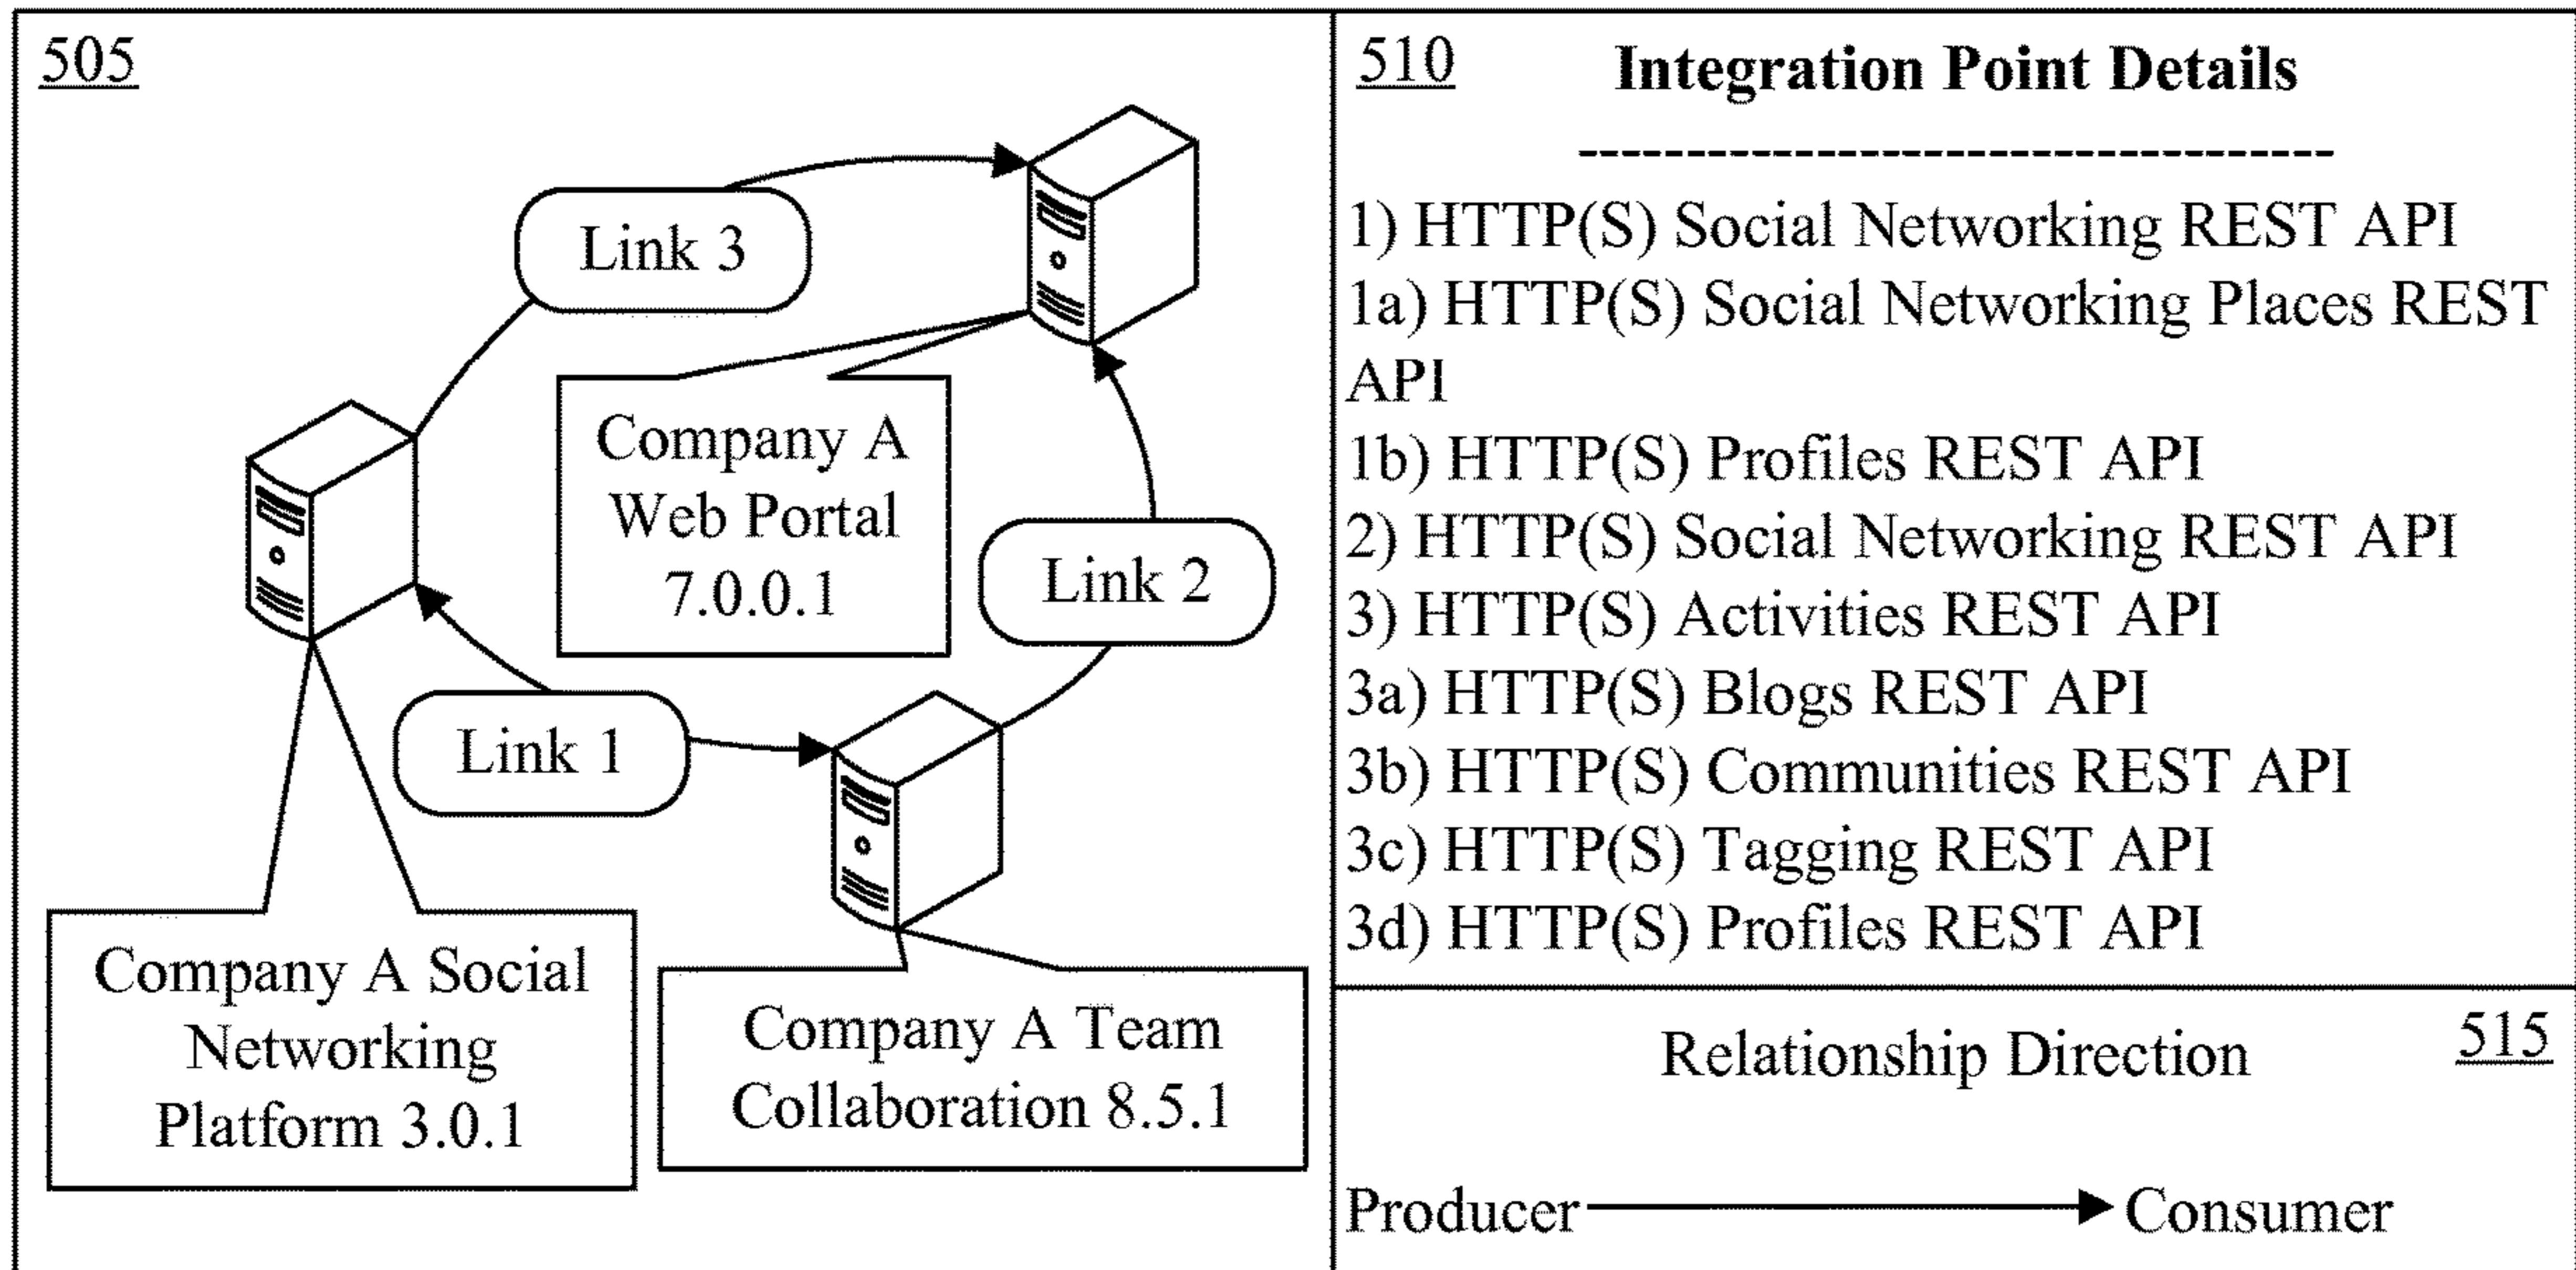 505
Link 3
Company A
Web Portal
7.0.0.1
Link 2
Link 1
Company A Social
Networking
Platform 3.0.1
Company A Team
Collaboration 8.5.1
510
Integration Point Details
----------------------------------
1) HTTP(S) Social Networking REST API
1a) HTTP(S) Social Networking Places REST
API
1b) HTTP(S) Profiles REST API
2) HTTP(S) Social Networking REST API
3) HTTP(S) Activities REST API
3a) HTTP(S) Blogs REST API
3b) HTTP(S) Communities REST API
3c) HTTP(S) Tagging REST API
3d) HTTP(S) Profiles REST API
Relationship Direction
515
Producer
Consumer